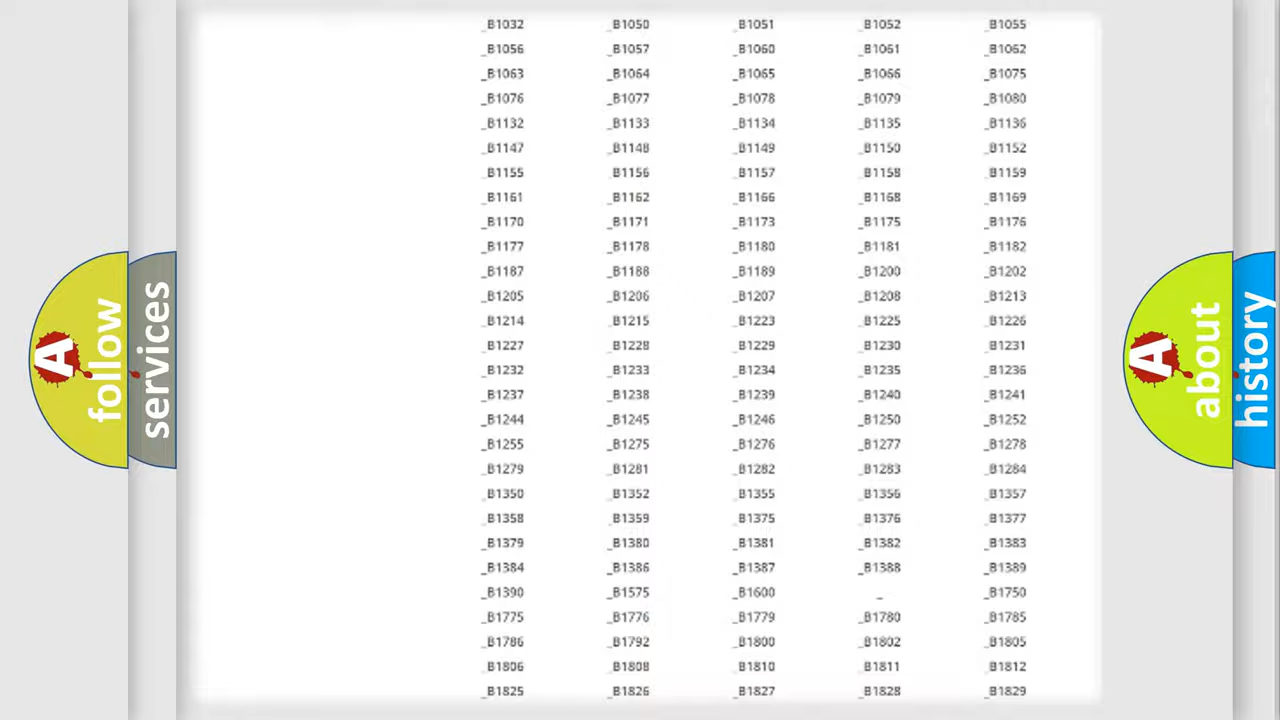 _B1032 _B1050 _B1051 _B1052 _B1055
_B1056 _B1057 _B1060 _B1061 _B1062
_B1063 _B1064 _B1065 _B1066 _B1075
_B1076 _B1077 _B1078 _B1079 _B1080
_B1132 _B1133 _B1134 _B1135 _B1136
_B1147 _B1148 _B1149 _B1150 _B1152
_B1155 _B1156 _B1157 _B1158 _B1159
_B1161 _B1162 _B1166 _B1168 _B1169
_B1170 _B1171 _B1173 _B1175 _B1176
_B1177 _B1178 _B1180 _B1181 _B1182
_B1187 _B1188 _B1189 _B1200 _B1202
_B1205 _B1206 _B1207 _B1208 _B1213
_B1214 _B1215 _B1223 _B1225 _B1226
_B1227 _B1228 _B1229 _B1230 _B1231
_B1232 _B1233 _B1234 _B1235 _B1236
_B1237 _B1238 _B1239 _B1240 _B1241
_B1244 _B1245 _B1246 _B1250 _B1252
_B1255 _B1275 _B1276 _B1277 _B1278
_B1279 _B1281 _B1282 _B1283 _B1284
_B1350 _B1352 _B1355 _B1356 _B1357
_B1358 _B1359 _B1375 _B1376 _B1377
_B1379 _B1380 _B1381 _B1382 _B1383
_B1384 _B1386 _B1387 _B1388 _B1389
_B1390 _B1575 _B1600 _ _B1750
_B1775 _B1776 _B1779 _B1780 _B1785
_B1786 _B1792 _B1800 _B1802 _B1805
_B1806 _B1808 _B1810 _B1811 _B1812
_B1825 _B1826 _B1827 _B1828 _B1829
A
follow
services
A
about
history